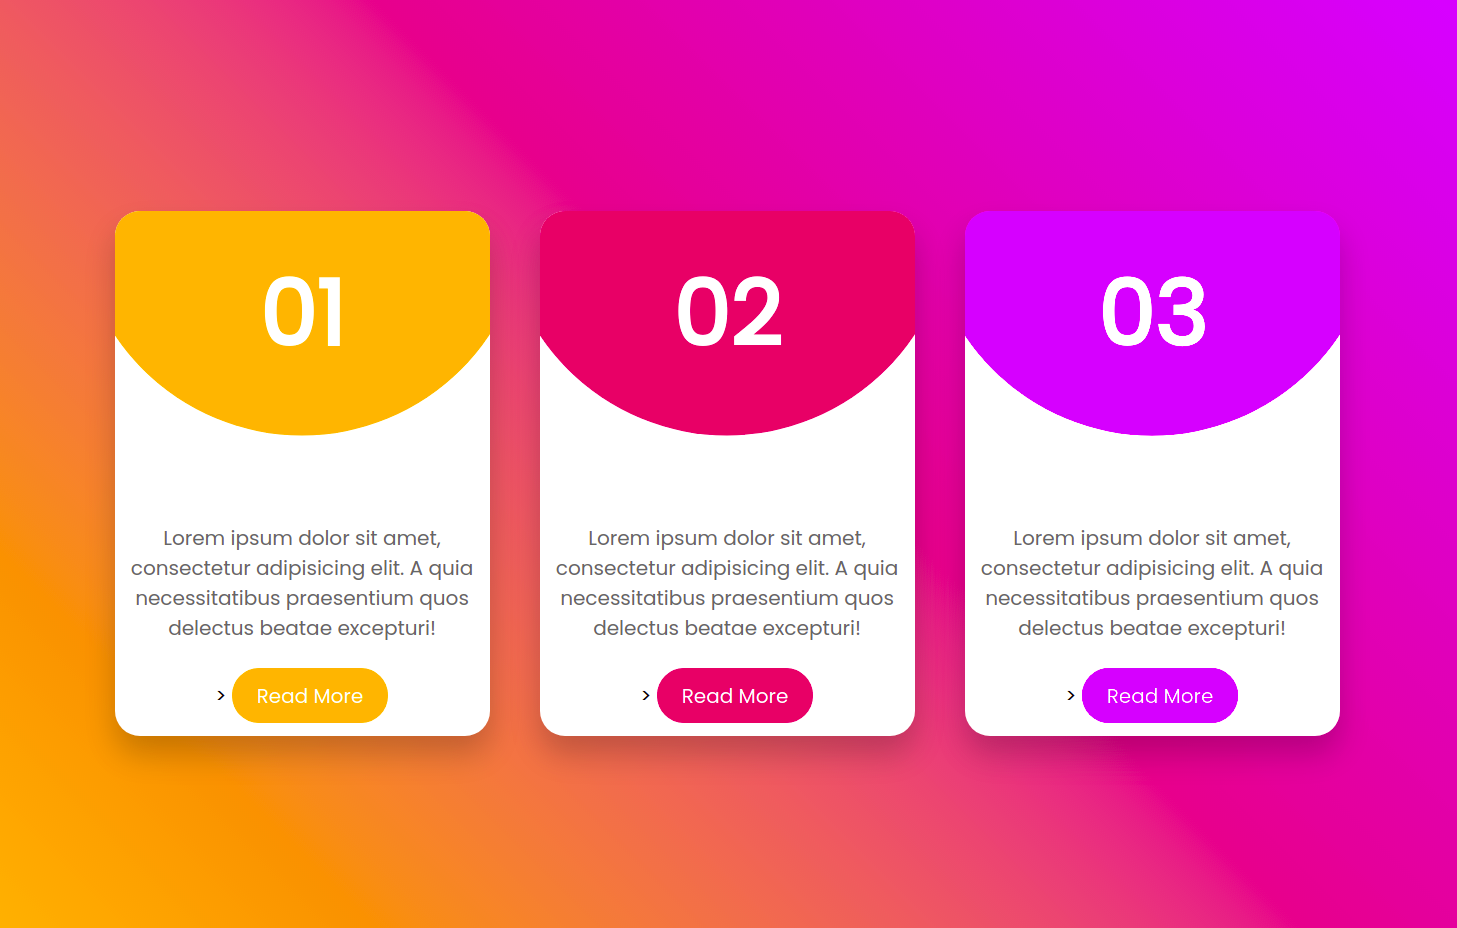 01
Lorem ipsum dolor sit amet,
consectetur adipisicing elit. A quia
necessitatibus praesentium quos
delectus beatae excepturi!
> Read More
02
Lorem ipsum dolor sit amet,
consectetur adipisicing elit. A quia
necessitatibus praesentium quos
delectus beatae excepturi!
> Read More
03
Lorem ipsum dolor sit amet,
consectetur adipisicing elit. A quia
necessitatibus praesentium quos
delectus beatae excepturi!
> Read More